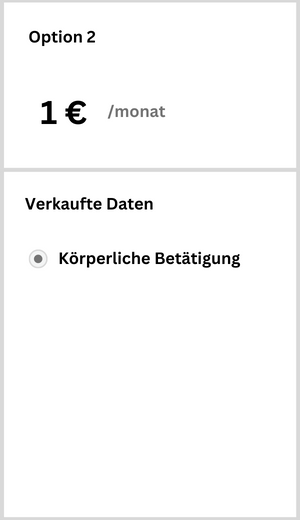 Option 2
1 € /monat
Verkaufte Daten
Körperliche Betätigung